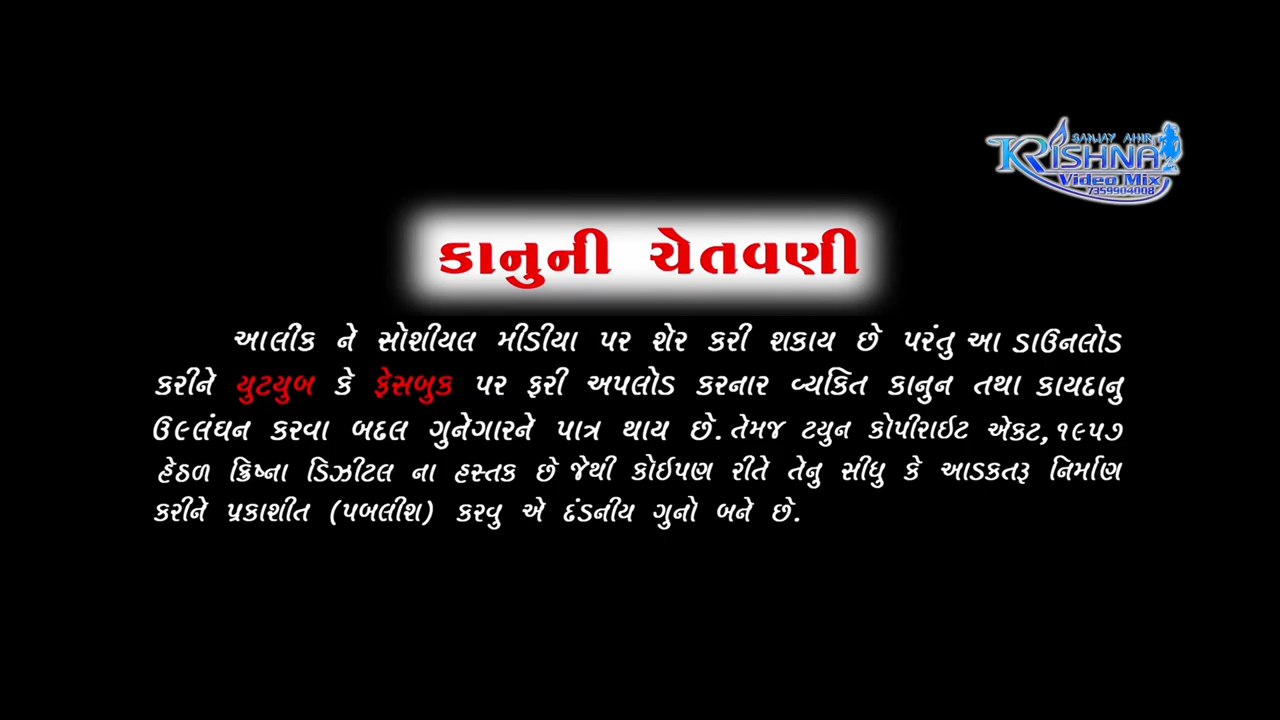 SANJAY AHIR
KRISHNA
Video Mix
7359904008
કાનુની ચેતવણી
આલીંક ને સોશીયલ મીડીયા પર શેર કરી શકાય છે પરંતુ આ ડાઉનલોડ
કરીને યુટયુબ કે ફેસબુક પર ફરી અપલોડ કરનાર વ્યકિત કાનુન તથા કાયદાનુ
ઉલ્લંઘન કરવા બદલ ગુનેગારને પાત્ર થાય છે. તેમજ ટયુન કોપીરાઈટ એકટ, ૧૯૫૭
હેઠળ ક્રિષ્ના ડિઝીટલ ના હસ્તક છે જેથી કોઈપણ રીતે તેનુ સીધુ કે આડકતરૂ નિર્માણ
કરીને પ્રકાશીત (પબલીશ) કરવુ એ દંડનીય ગુનો બને છે.